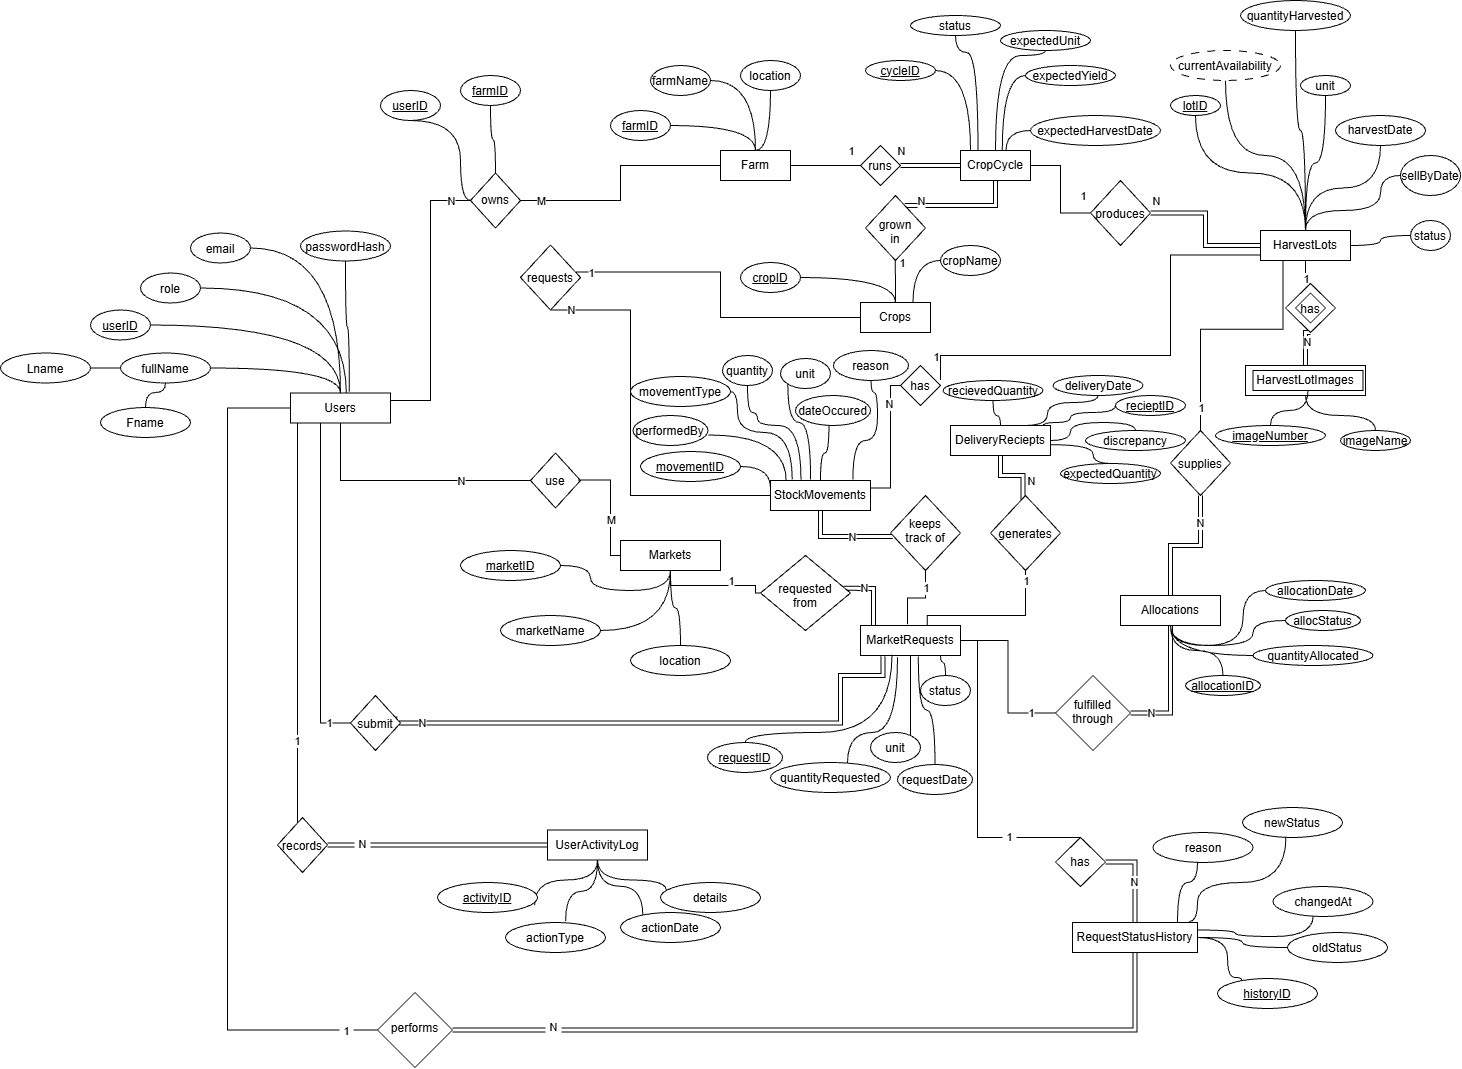 quantityHarvested
status
expectedUnit
currentAvailability
cycleID
expectedYield
farmName
location
unit
farmID
userID
lotID
farmID
expectedHarvestDate
harvestDate
1
N
Farm
runs
CropCycle
sellByDate
N
owns
M
N
1
N
produces
grown
in
status
passwordHash
email
HarvestLots
cropName
1
requests
1
cropID
1
role
N
has
Crops
userID
N
1
Lname
fullName
quantity
unit
reason
HarvestLotImages
has
movementType
recievedQuantity
deliveryDate
N
1
Users
dateOccured
recieptID
Fname
performedBy
DeliveryReciepts
discrepancy
imageNumber
imageName
movementID
expectedQuantity
supplies
N
use
N
StockMovements
M
keeps
track of
generates
N
N
Markets
marketID
1
requested
from
N
1
1
allocationDate
Allocations
allocStatus
marketName
MarketRequests
location
quantityAllocated
status
allocationID
fulfilled
through
1
N
1
submit
N
1
unit
requestID
quantityRequested
requestDate
newStatus
1
records
N
UserActivityLog
reason
has
N
activityID
details
changedAt
actionDate
actionType
RequestStatusHistory
oldStatus
historyID
1
performs
N